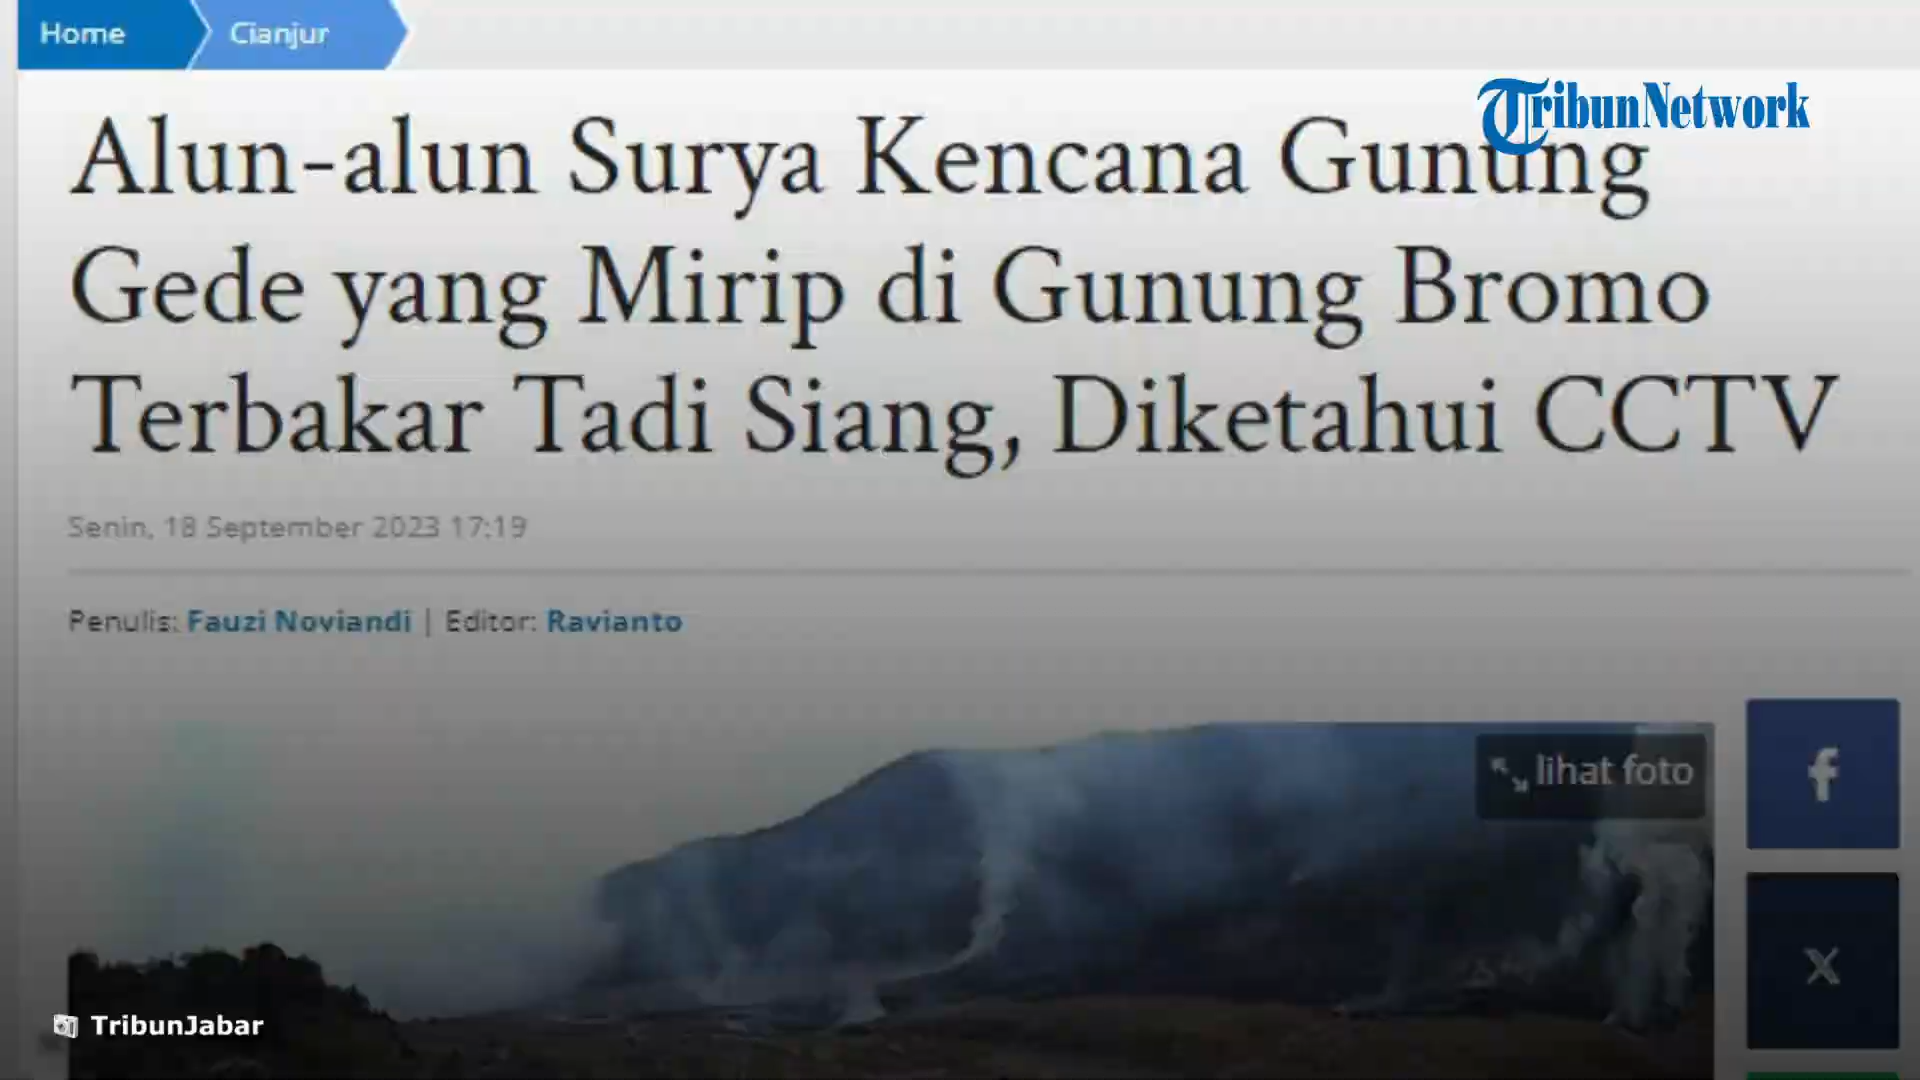 Home
Cianjur
TribunNetwork
Alun-alun Surya Kencana Gunung
Gede yang Mirip di Gunung Bromo
Terbakar Tadi Siang, Diketahui CCTV
Senin, 18 September 2023 17:19
Penulis: Fauzi Noviandi | Editor: Ravianto
lihat foto
f
X
TribunJabar